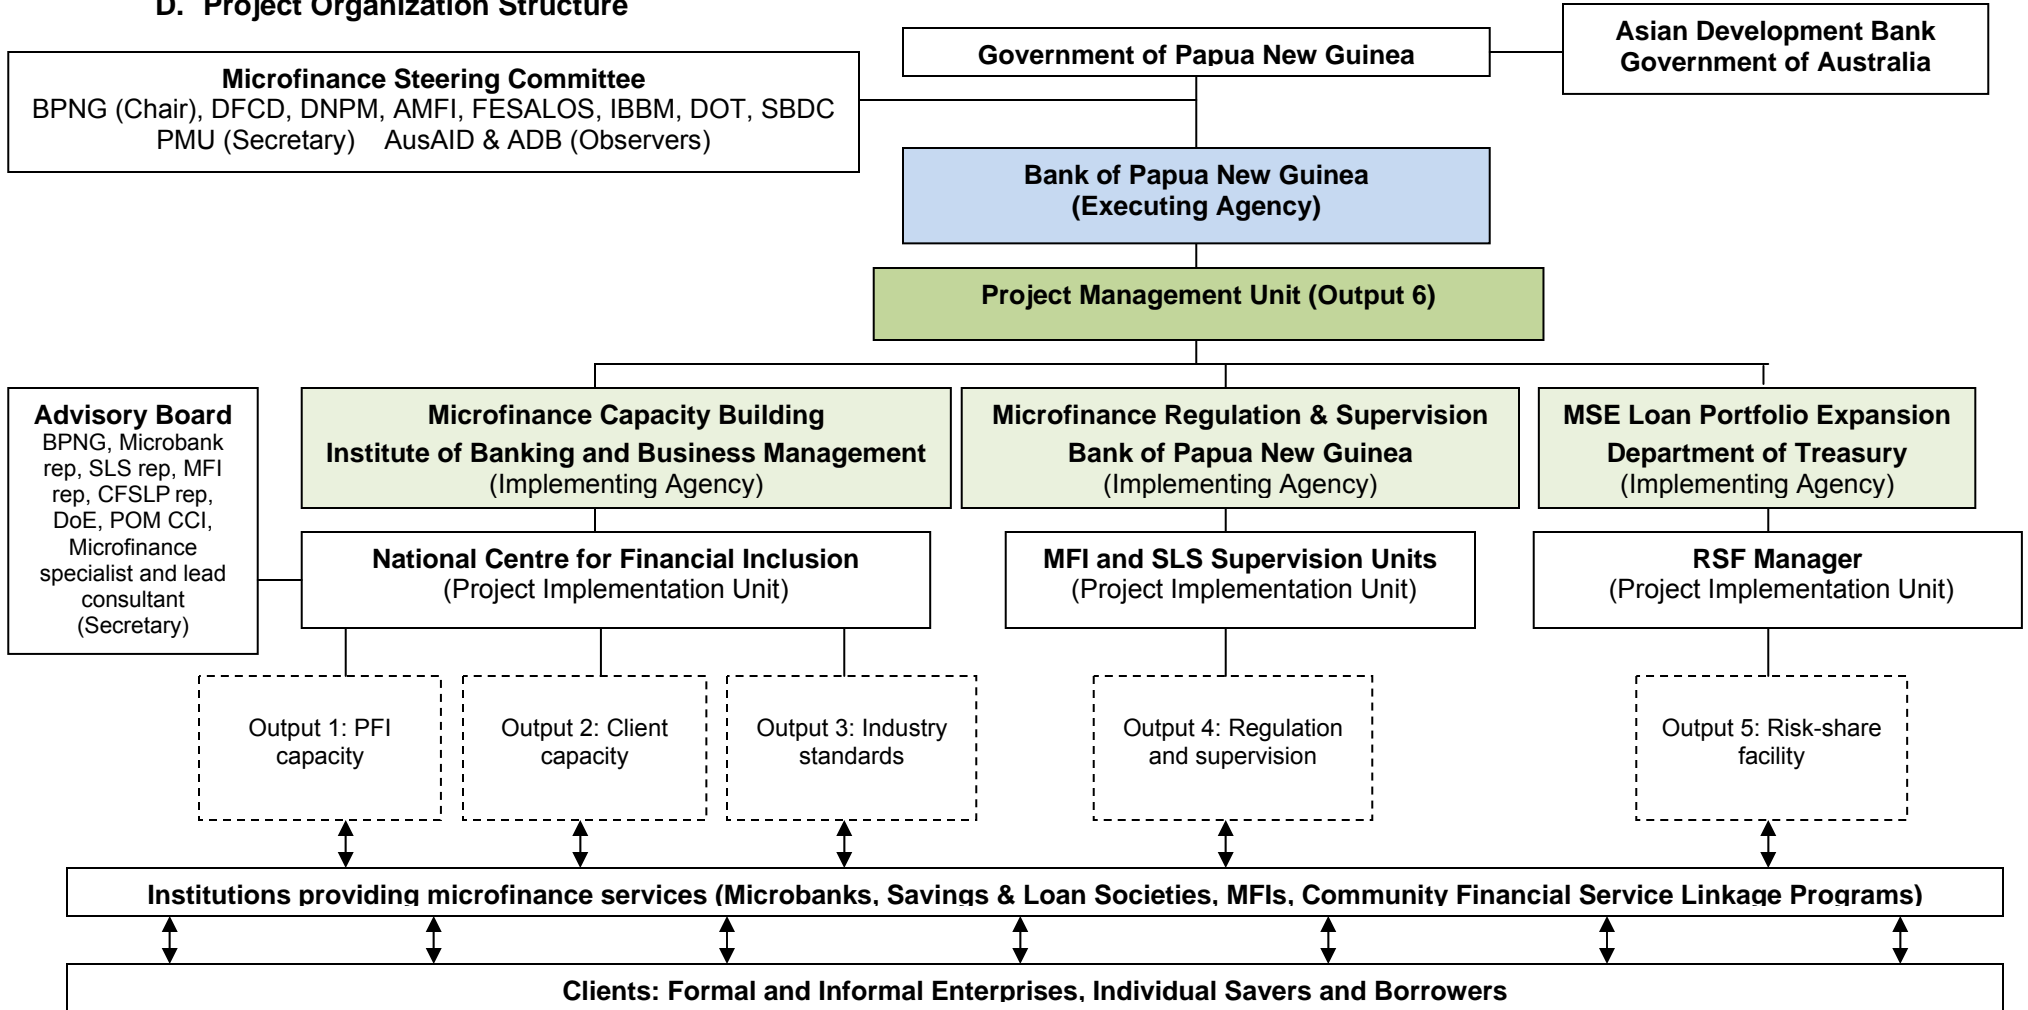 D. Project Organization Structure
Government of Papua New Guinea
Asian Development Bank
Government of Australia
Microfinance Steering Committee
BPNG (Chair), DFCD, DNPM, AMFI, FESALOS, IBBM, DOT, SBDC
PMU (Secretary) AusAID & ADB (Observers)
Bank of Papua New Guinea
(Executing Agency)
Project Management Unit (Output 6)
Advisory Board
BPNG, Microbank
rep, SLS rep, MFI
rep, CFSLP rep,
DoE, POM CCI,
Microfinance
specialist and lead
consultant
(Secretary)
Microfinance Capacity Building
Institute of Banking and Business Management
(Implementing Agency)
Microfinance Regulation & Supervision
Bank of Papua New Guinea
(Implementing Agency)
MSE Loan Portfolio Expansion
Department of Treasury
(Implementing Agency)
National Centre for Financial Inclusion
(Project Implementation Unit)
MFI and SLS Supervision Units
(Project Implementation Unit)
RSF Manager
(Project Implementation Unit)
Output 1: PFI
capacity
Output 2: Client
capacity
Output 3: Industry
standards
Output 4: Regulation
and supervision
Output 5: Risk-share
facility
Institutions providing microfinance services (Microbanks, Savings & Loan Societies, MFIs, Community Financial Service Linkage Programs)
Clients: Formal and Informal Enterprises, Individual Savers and Borrowers